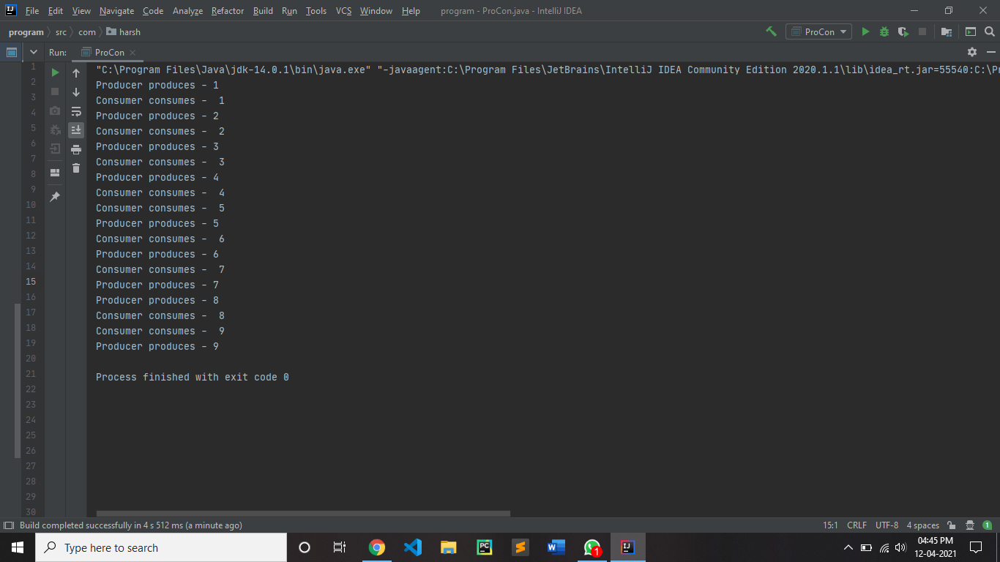 File Edit View Navigate Code Analyze Refactor Build Run Tools VCS Window Help program - ProCon.java - IntelliJ IDEA
program src com harsh ProCon
Run: ProCon
1
2
3
4
5
6
7
8
9
10
11
12
13
14
15
16
17
18
19
20
21
22
23
24
25
26
27
28
29
30
"C:\Program Files\Java\jdk-14.0.1\bin\java.exe" "-javaagent:C:\Program Files\JetBrains\IntelliJ IDEA Community Edition 2020.1.1\lib\idea_rt.jar=55540:C:\Pr
Producer produces - 1
Consumer consumes -  1
Producer produces - 2
Consumer consumes -  2
Producer produces - 3
Consumer consumes -  3
Producer produces - 4
Consumer consumes -  4
Consumer consumes -  5
Producer produces - 5
Consumer consumes -  6
Producer produces - 6
Consumer consumes -  7
Producer produces - 7
Producer produces - 8
Consumer consumes -  8
Consumer consumes -  9
Producer produces - 9
Process finished with exit code 0
Build completed successfully in 4 s 512 ms (a minute ago) 15:1 CRLF UTF-8 4 spaces 1
Type here to search
PC
W
1
IJ
04:45 PM
12-04-2021